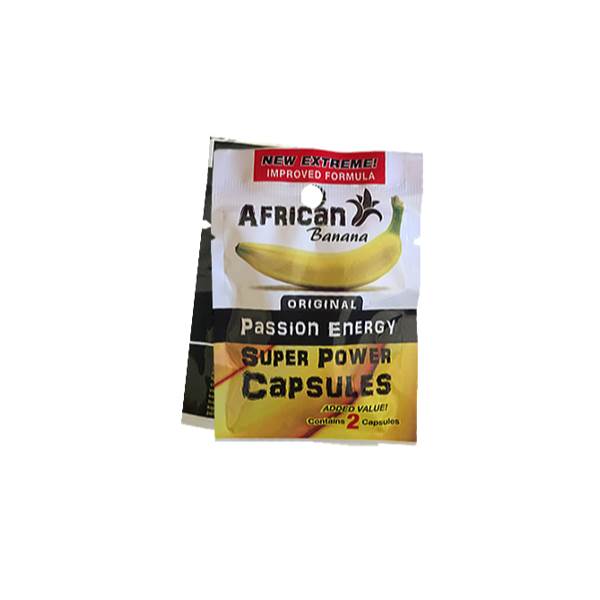 NEW EXTREME!
IMPROVED FORMULA
AFRICAN
Banana
ORIGINAL
PASSION ENERGY
SUPER POWER
CAPSULES
ADDED VALUE!
Contains 2 Capsules